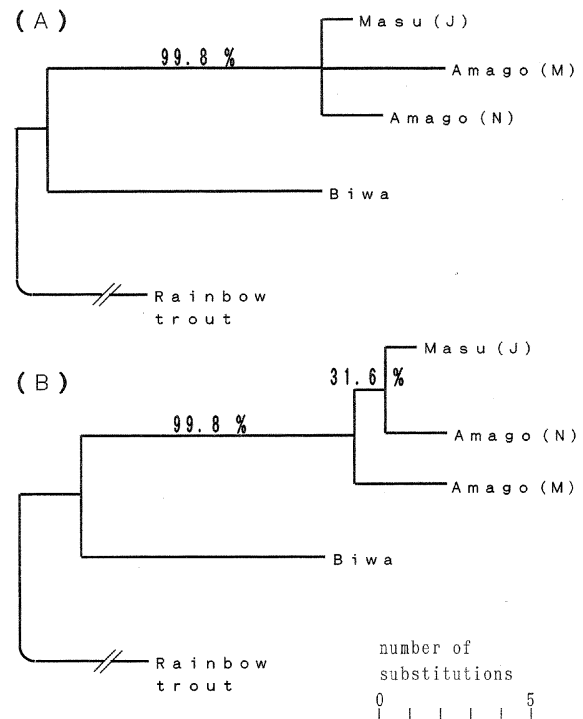 (A)
Masu (J)
99.8 %
Amago (M)
Amago (N)
Biwa
Rainbow
trout
(B)
Masu (J)
31.6 %
99.8 %
Amago (N)
Amago (M)
Biwa
Rainbow
trout
number of
substitutions
0 5